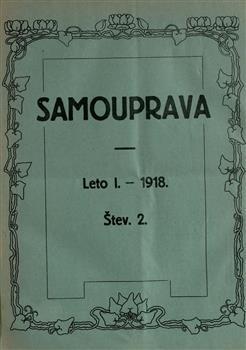 SAMOUPRAVA
Leto I. – 1918.
Štev. 2.